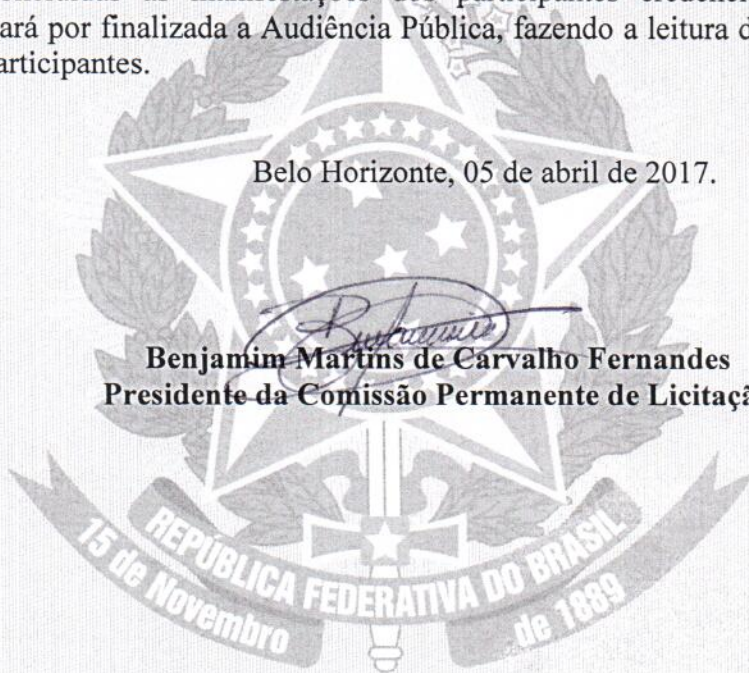 ará por finalizada a Audiência Pública, fazendo a leitura d
articipantes.
Belo Horizonte, 05 de abril de 2017.
Benjamim Martins de Carvalho Fernandes
Presidente da Comissão Permanente de Licitaçã
REPÚBLICA FEDERATIVA DO BRASIL
15 de Novembro de 1889